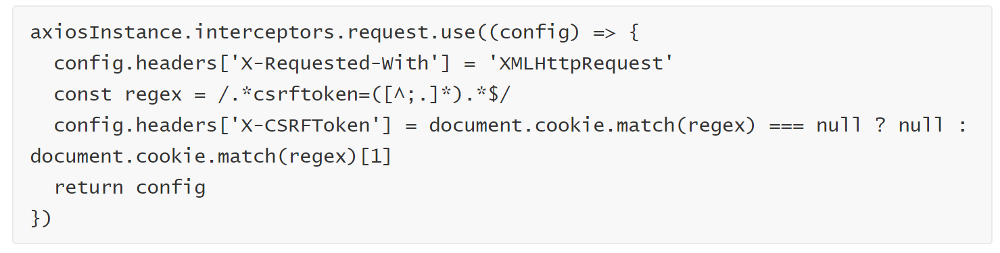 axiosInstance.interceptors.request.use((config) => {
  config.headers['X-Requested-With'] = 'XMLHttpRequest'
  const regex = /.*csrftoken=([^;.]*).*$/
  config.headers['X-CSRFToken'] = document.cookie.match(regex) === null ? null :
document.cookie.match(regex)[1]
  return config
})